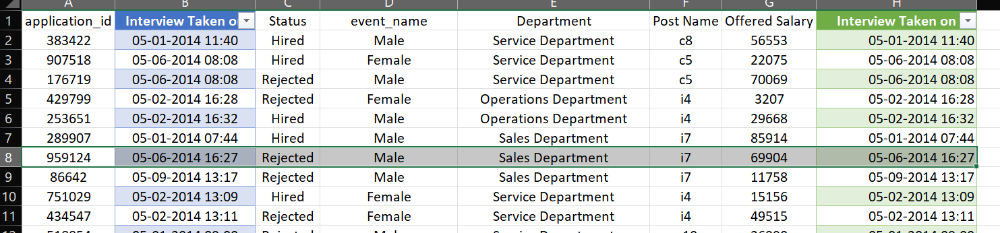 A B C D E F G H
1 application_id Interview Taken o Status event_name Department Post Name Offered Salary Interview Taken on
2 383422 05-01-2014 11:40 Hired Male Service Department c8 56553 05-01-2014 11:40
3 907518 05-06-2014 08:08 Hired Female Service Department c5 22075 05-06-2014 08:08
4 176719 05-06-2014 08:08 Rejected Male Service Department c5 70069 05-06-2014 08:08
5 429799 05-02-2014 16:28 Rejected Female Operations Department i4 3207 05-02-2014 16:28
6 253651 05-02-2014 16:32 Hired Male Operations Department i4 29668 05-02-2014 16:32
7 289907 05-01-2014 07:44 Hired Male Sales Department i7 85914 05-01-2014 07:44
8 959124 05-06-2014 16:27 Rejected Male Sales Department i7 69904 05-06-2014 16:27
9 86642 05-09-2014 13:17 Rejected Male Sales Department i7 11758 05-09-2014 13:17
10 751029 05-02-2014 13:09 Hired Female Service Department i4 15156 05-02-2014 13:09
11 434547 05-02-2014 13:11 Rejected Female Service Department i4 49515 05-02-2014 13:11